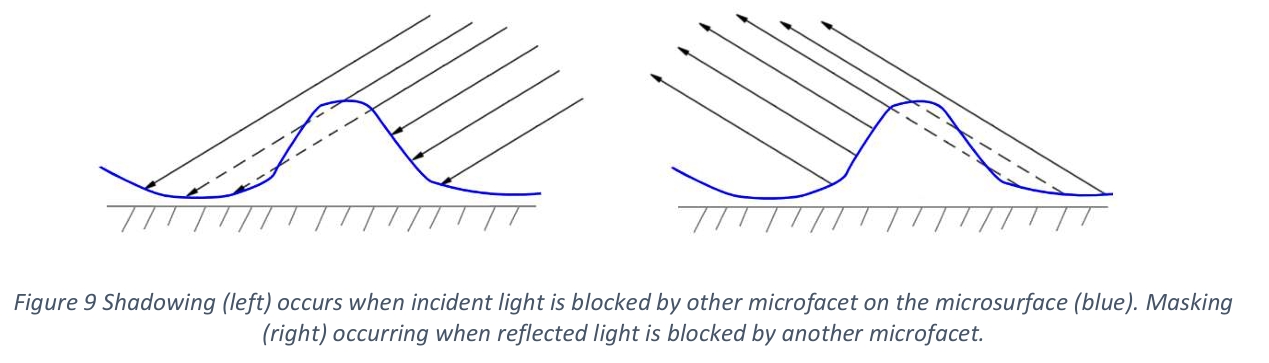 Figure 9 Shadowing (left) occurs when incident light is blocked by other microfacet on the microsurface (blue). Masking
(right) occurring when reflected light is blocked by another microfacet.